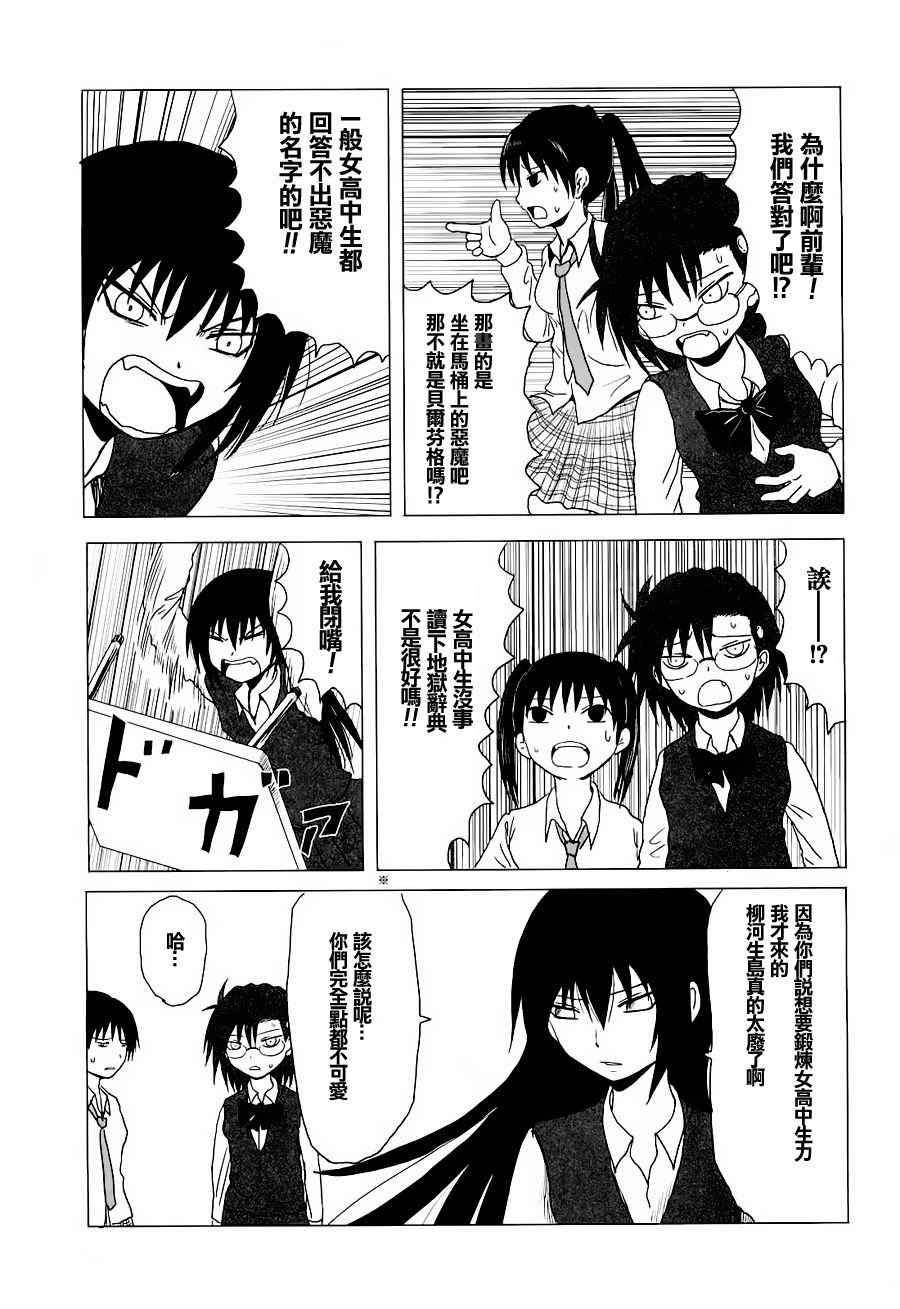 為什麼啊前輩！
我們答對了吧!?
那畫的是
坐在馬桶上的惡魔吧
那不就是貝爾芬格嗎!?
一般女高中生都
回答不出惡魔
的名字的吧!!
誒——!?
女高中生沒事
讀下地獄辭典
不是很好嗎!!
給我閉嘴！
ドガァ
※
因為你們說想要鍛煉女高中生力
我才來的
柳河生島真的太廢了啊
該怎麼說呢…
你們完全點都不可愛
哈…